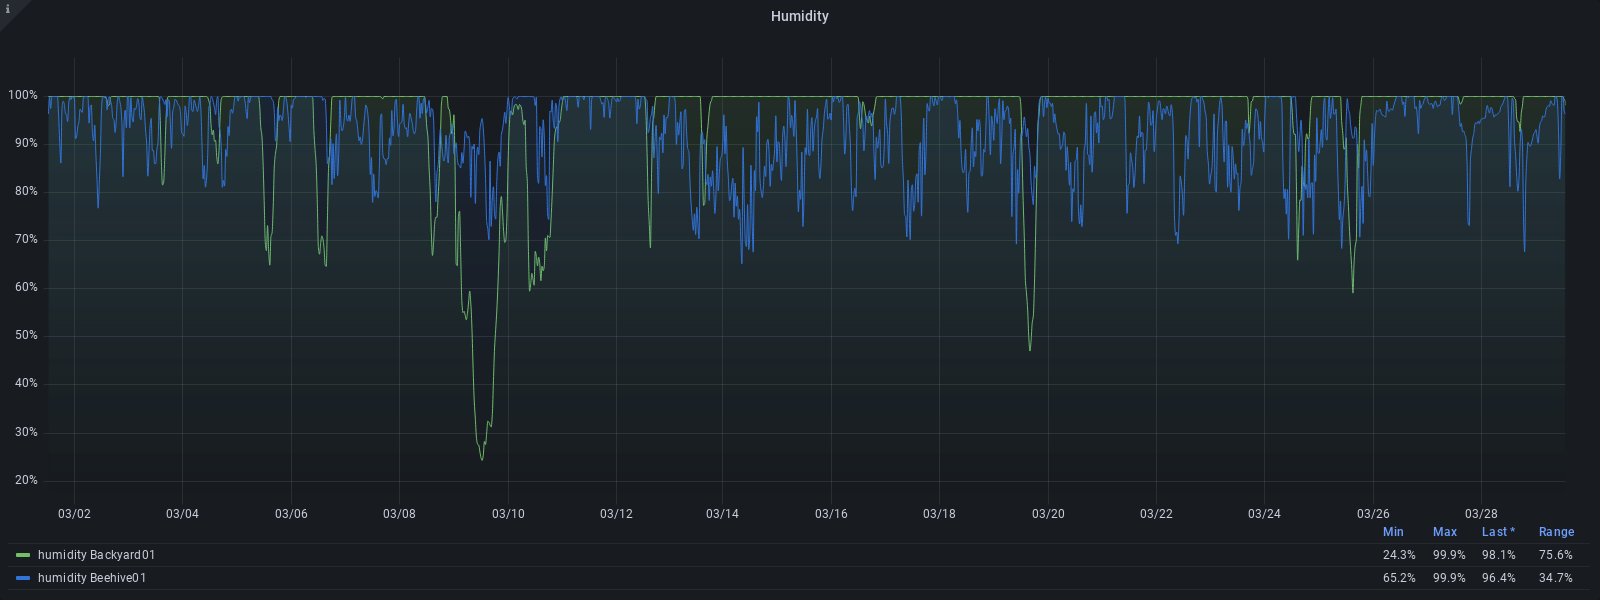 i
Humidity
100%
90%
80%
70%
60%
50%
40%
30%
20%
03/02 03/04 03/06 03/08 03/10 03/12 03/14 03/16 03/18 03/20 03/22 03/24 03/26 03/28
Min Max Last * Range
humidity Backyard01 24.3% 99.9% 98.1% 75.6%
humidity Beehive01 65.2% 99.9% 96.4% 34.7%